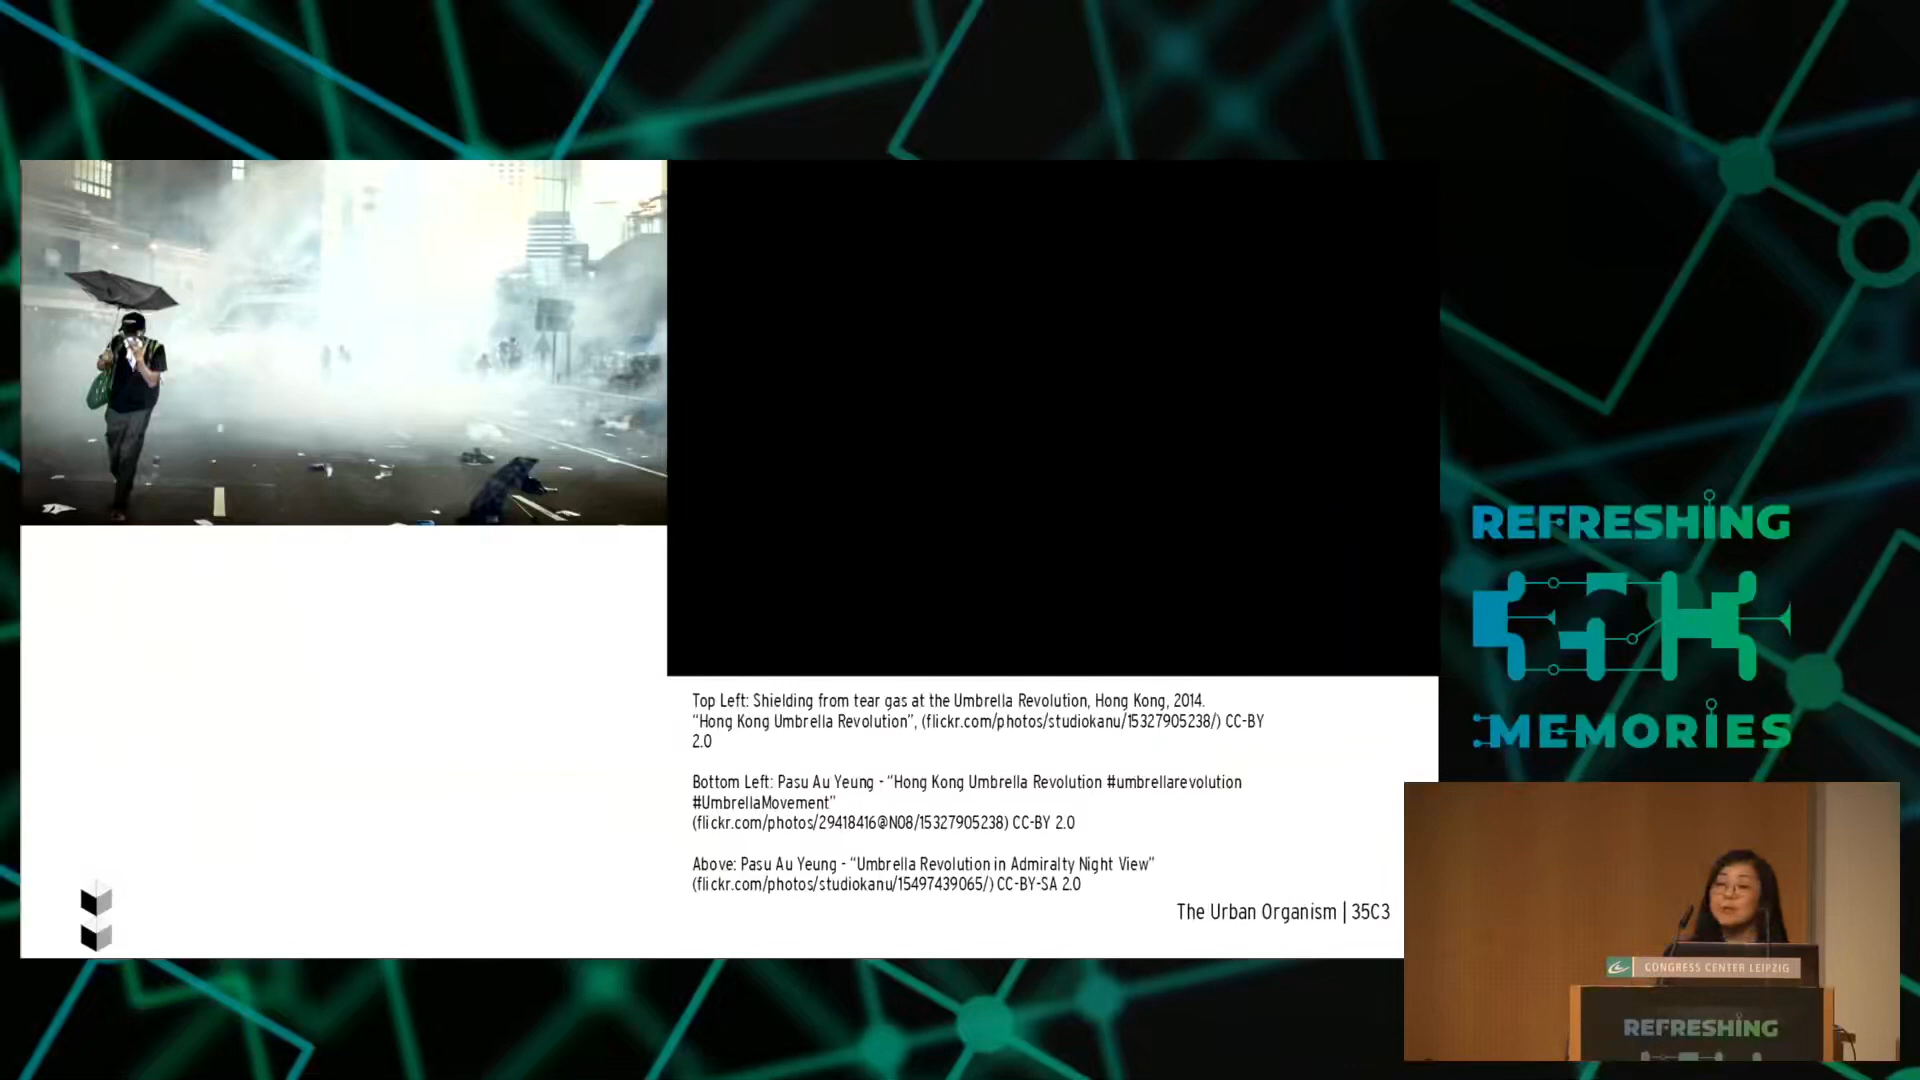 Top Left: Shielding from tear gas at the Umbrella Revolution, Hong Kong, 2014.
“Hong Kong Umbrella Revolution”, (flickr.com/photos/studiokanu/15327905238/) CC-BY
2.0
Bottom Left: Pasu Au Yeung - “Hong Kong Umbrella Revolution #umbrellarevolution
#UmbrellaMovement”
(flickr.com/photos/29418416@N08/15327905238) CC-BY 2.0
Above: Pasu Au Yeung - “Umbrella Revolution in Admiralty Night View”
(flickr.com/photos/studiokanu/15497439065/) CC-BY-SA 2.0
The Urban Organism | 35C3
REFRESHING
MEMORIES
CONGRESS CENTER LEIPZIG
REFRESHING